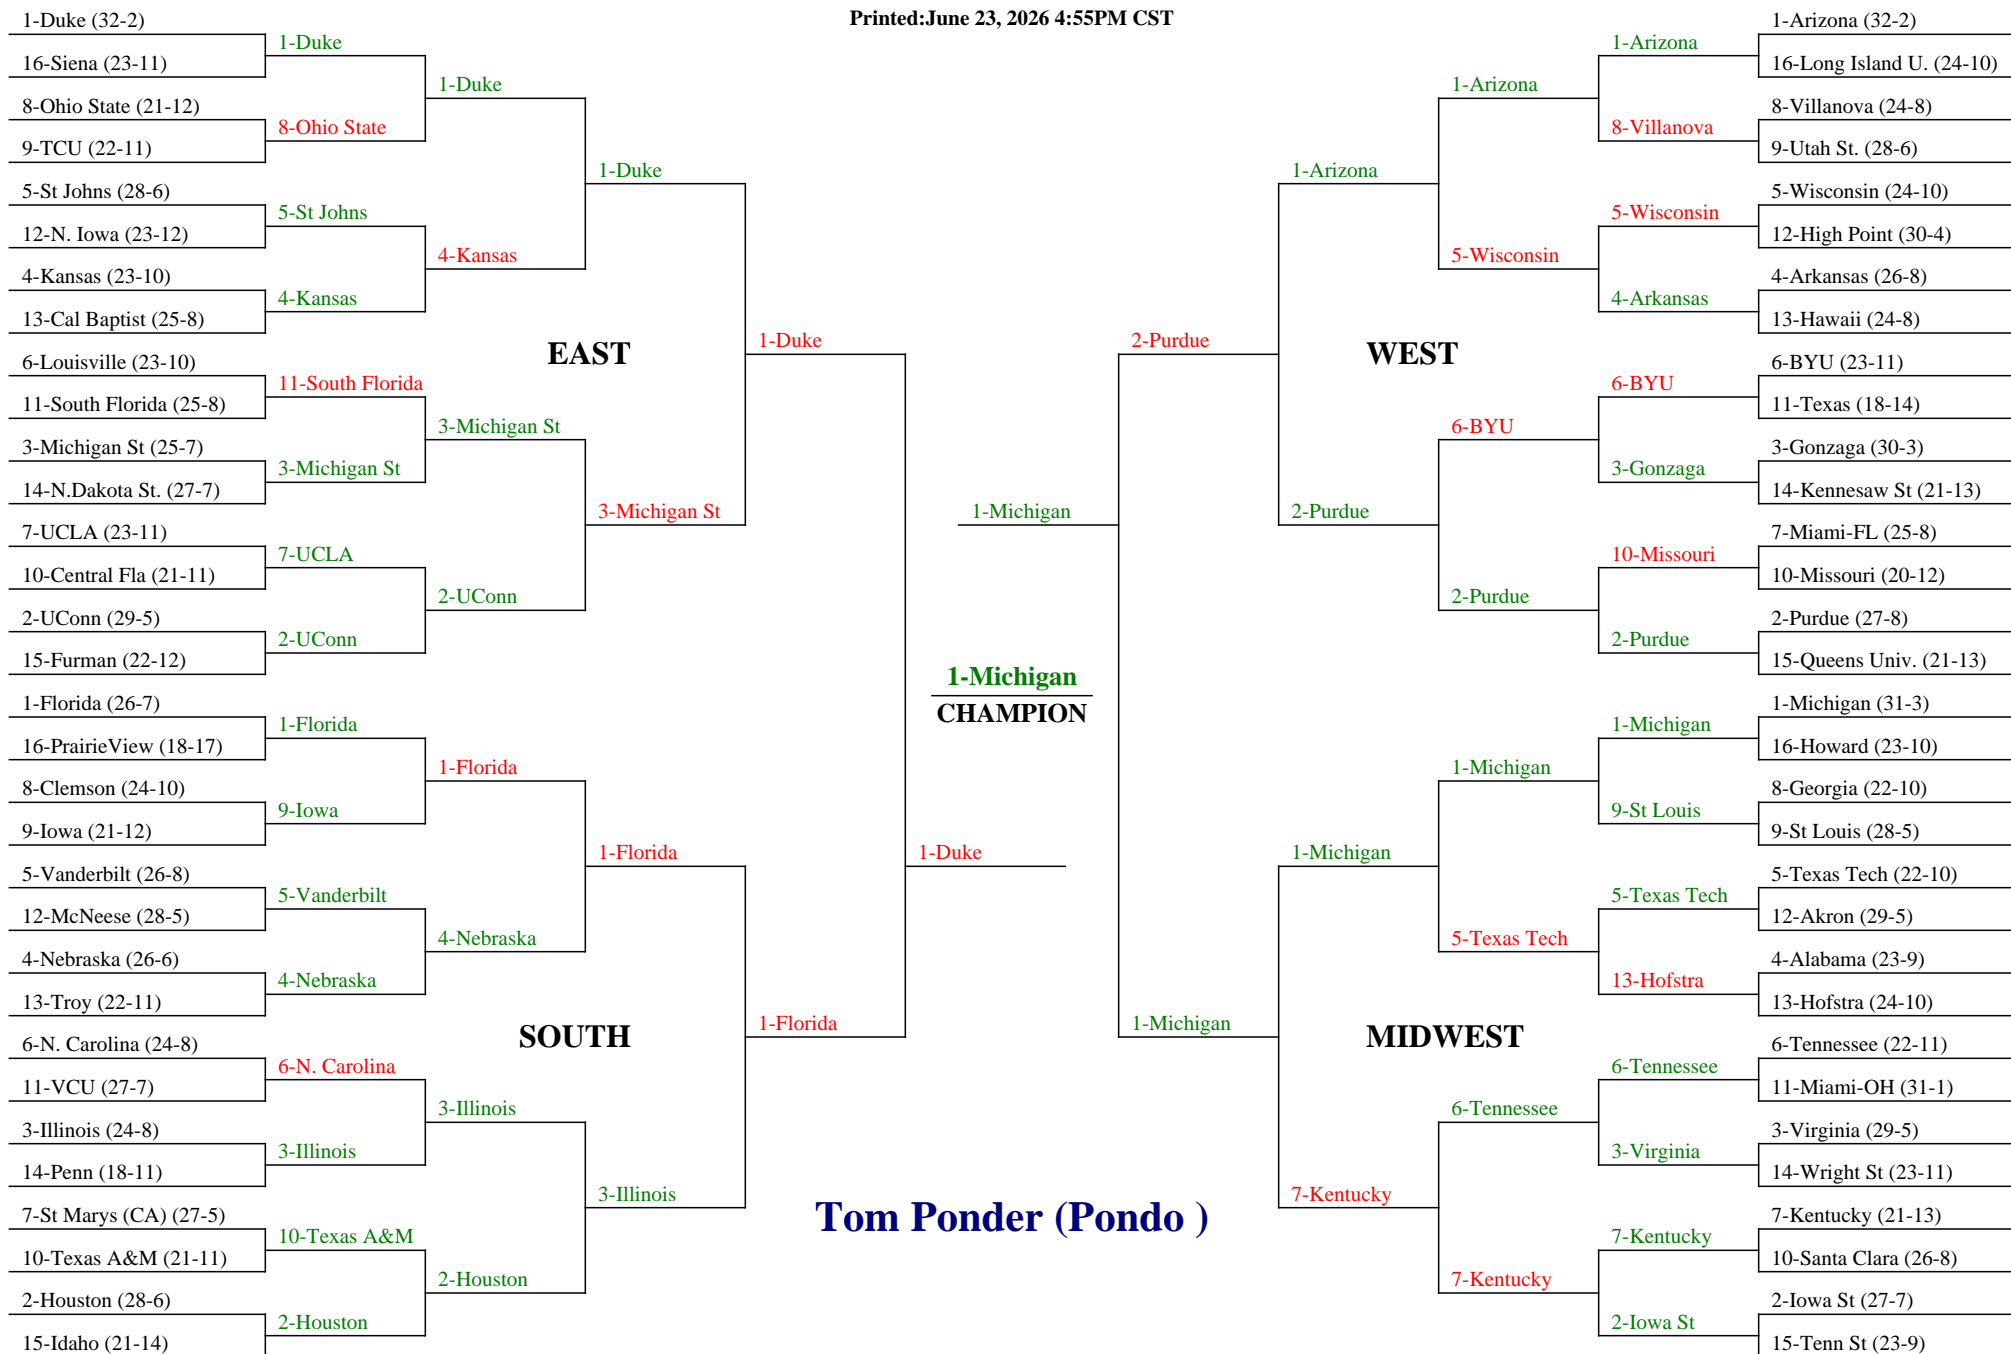 Printed:June 23, 2026 4:55PM CST
1-Duke (32-2)
16-Siena (23-11)
8-Ohio State (21-12)
9-TCU (22-11)
5-St Johns (28-6)
12-N. Iowa (23-12)
4-Kansas (23-10)
13-Cal Baptist (25-8)
6-Louisville (23-10)
11-South Florida (25-8)
3-Michigan St (25-7)
14-N.Dakota St. (27-7)
7-UCLA (23-11)
10-Central Fla (21-11)
2-UConn (29-5)
15-Furman (22-12)
1-Florida (26-7)
16-PrairieView (18-17)
8-Clemson (24-10)
9-Iowa (21-12)
5-Vanderbilt (26-8)
12-McNeese (28-5)
4-Nebraska (26-6)
13-Troy (22-11)
6-N. Carolina (24-8)
11-VCU (27-7)
3-Illinois (24-8)
14-Penn (18-11)
7-St Marys (CA) (27-5)
10-Texas A&M (21-11)
2-Houston (28-6)
15-Idaho (21-14)
1-Duke
8-Ohio State
5-St Johns
4-Kansas
11-South Florida
3-Michigan St
7-UCLA
2-UConn
1-Florida
9-Iowa
5-Vanderbilt
4-Nebraska
6-N. Carolina
3-Illinois
10-Texas A&M
2-Houston
1-Duke
4-Kansas
3-Michigan St
2-UConn
1-Florida
4-Nebraska
3-Illinois
2-Houston
1-Duke
3-Michigan St
1-Florida
3-Illinois
EAST
SOUTH
1-Duke
1-Florida
1-Duke
1-Michigan
1-Michigan
CHAMPION
Tom Ponder (Pondo )
2-Purdue
1-Michigan
WEST
MIDWEST
1-Arizona
2-Purdue
1-Michigan
7-Kentucky
1-Arizona
5-Wisconsin
6-BYU
2-Purdue
1-Michigan
5-Texas Tech
6-Tennessee
7-Kentucky
1-Arizona
8-Villanova
5-Wisconsin
4-Arkansas
6-BYU
3-Gonzaga
10-Missouri
2-Purdue
1-Michigan
9-St Louis
5-Texas Tech
13-Hofstra
6-Tennessee
3-Virginia
7-Kentucky
2-Iowa St
1-Arizona (32-2)
16-Long Island U. (24-10)
8-Villanova (24-8)
9-Utah St. (28-6)
5-Wisconsin (24-10)
12-High Point (30-4)
4-Arkansas (26-8)
13-Hawaii (24-8)
6-BYU (23-11)
11-Texas (18-14)
3-Gonzaga (30-3)
14-Kennesaw St (21-13)
7-Miami-FL (25-8)
10-Missouri (20-12)
2-Purdue (27-8)
15-Queens Univ. (21-13)
1-Michigan (31-3)
16-Howard (23-10)
8-Georgia (22-10)
9-St Louis (28-5)
5-Texas Tech (22-10)
12-Akron (29-5)
4-Alabama (23-9)
13-Hofstra (24-10)
6-Tennessee (22-11)
11-Miami-OH (31-1)
3-Virginia (29-5)
14-Wright St (23-11)
7-Kentucky (21-13)
10-Santa Clara (26-8)
2-Iowa St (27-7)
15-Tenn St (23-9)